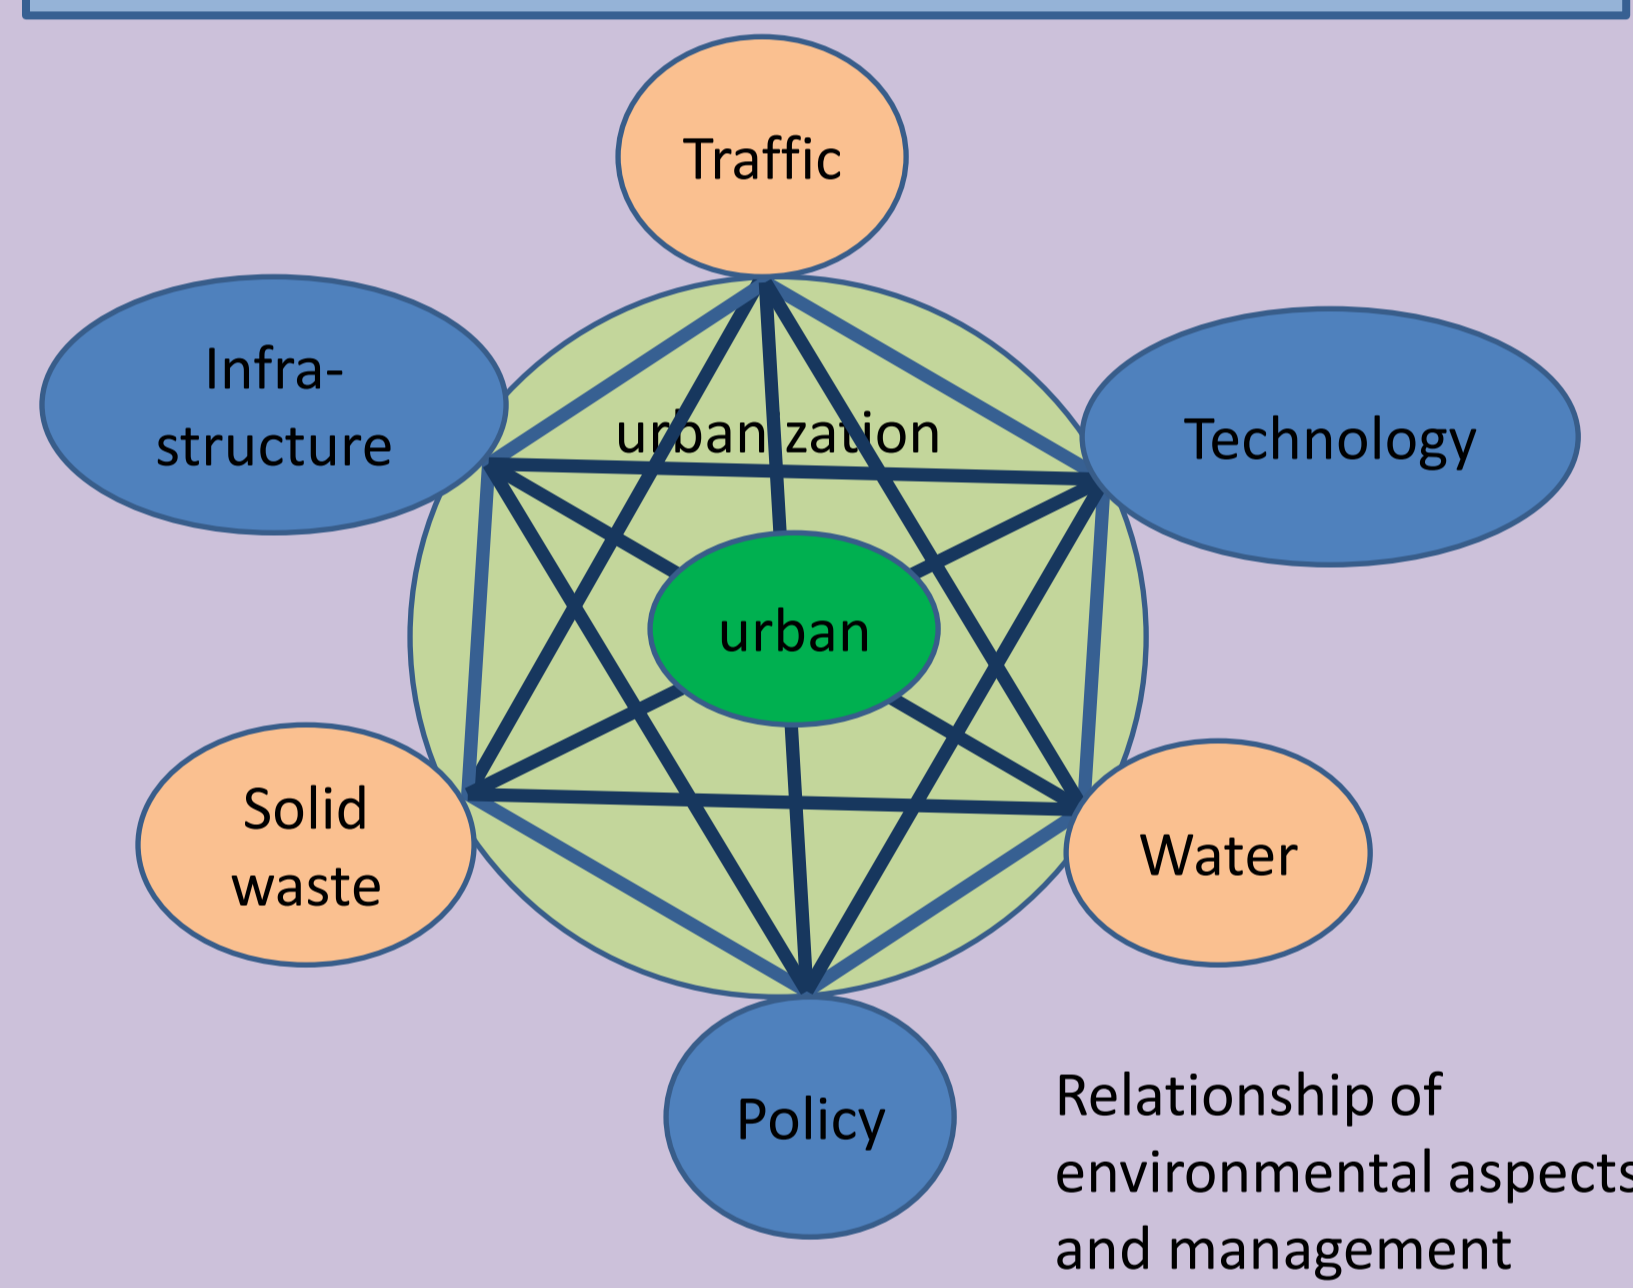 Traffic
Infra-
structure
urbanization
Technology
urban
Solid
waste
Water
Policy
Relationship of
environmental aspects
and management